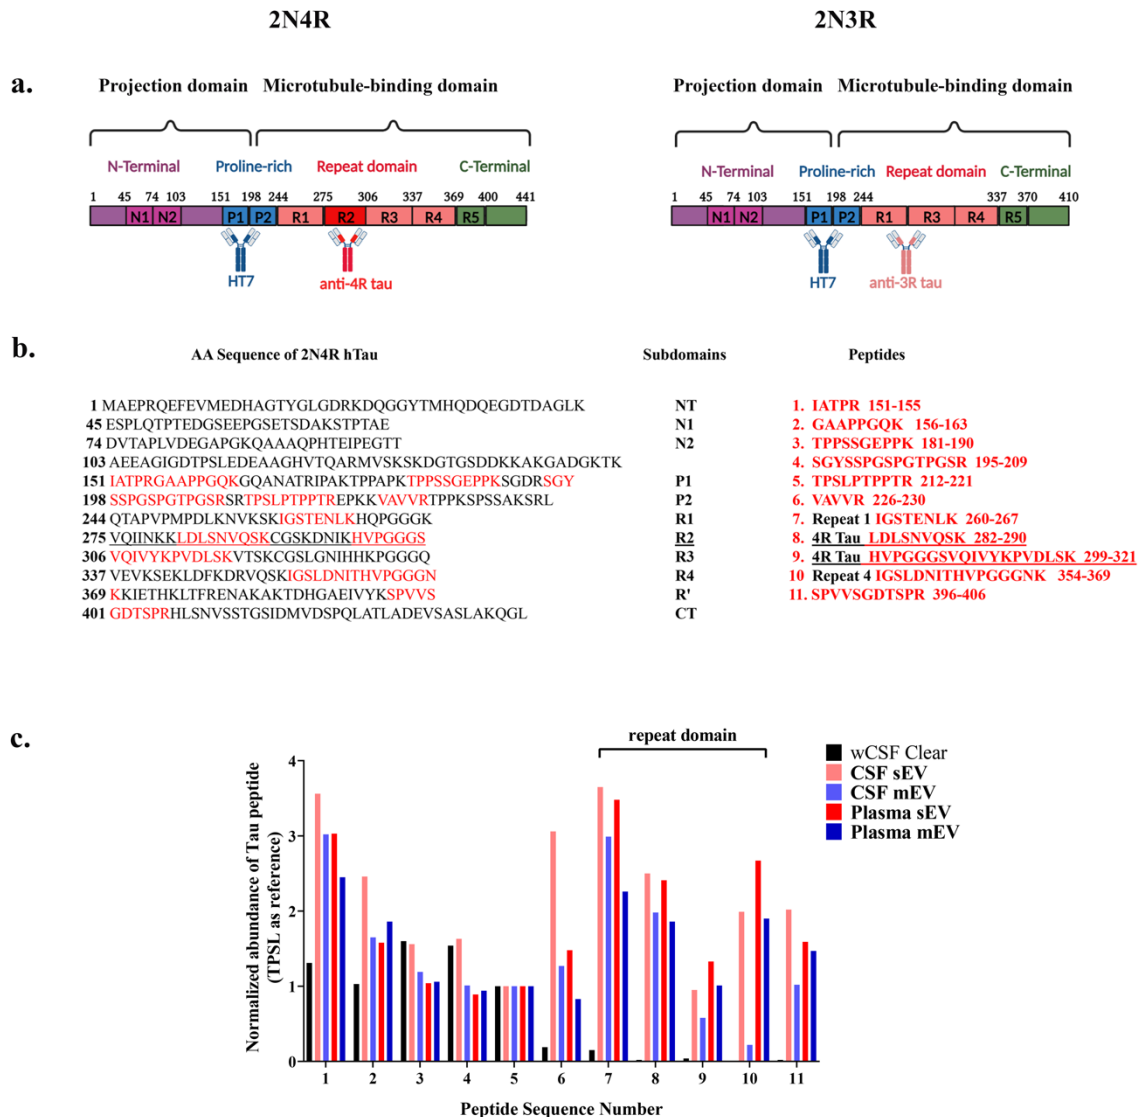 2N4R 2N3R
a.
Projection domain Microtubule-binding domain Projection domain Microtubule-binding domain
N-Terminal Proline-rich Repeat domain C-Terminal N-Terminal Proline-rich Repeat domain C-Terminal
1 45 74 103 151 198 244 275 306 337 369 400 441 1 45 74 103 151 198 244 337 370 410
N1 N2 P1 P2 R1 R2 R3 R4 R5 N1 N2 P1 P2 R1 R3 R4 R5
HT7 anti-4R tau HT7 anti-3R tau
b.
AA Sequence of 2N4R hTau Subdomains Peptides
1 MAEPRQEFEVMEDHAGTYGLGDRKDQGGYTMHQDQEGDTDAGLK NT 1. IATPR 151-155
45 ESPLQTPTEDGSEEPGSETSDAKSTPTAE N1 2. GAAPPGQK 156-163
74 DVTAPLVDEGAPGKQAAAQPHTEIPEGTT N2 3. TPPSSGEPPK 181-190
103 AEEAGIGDTPSLEDEAAGHVTQARMVSKSKDGTGSDDKKAKGADGKTK 4. SGYSSPGSPGTPGSR 195-209
151 IATPRGAAPPGQKGQANATRIPAKTPPAPKTPPSSGEPPKSGDRSGY P1 5. TPSLPTPPTR 212-221
198 SSPGSPGTPGSRSRTPSLPTPPTREPKKVAVVRTPPKSPSSAKSRL P2 6. VAVVR 226-230
244 QTAPVPMPDLKNVKSKIGSTENLKHQPGGGK R1 7. Repeat 1 IGSTENLK 260-267
275 VQIINKKLDLSNVQSKCGSKDNIKHVPGGGS R2 8. 4R Tau LDLSNVQSK 282-290
306 VQIVYKPVDLSKVTSKCGSLGNIHHKPGGGQ R3 9. 4R Tau HVPGGGSVQIVYKPVDLSK 299-321
337 VEVKSEKLDFKDRVQSKIGSLDNITHVPGGGN R4 10 Repeat 4 IGSLDNITHVPGGGNK 354-369
369 KKIETHKLTFRENAKAKTDHGAEIVYKSPVVS R' 11. SPVVSGDTSPR 396-406
401 GDTSPRHLSNVSSTGSIDMVDSPQLATLADEVSASLAKQGL CT
c.
repeat domain
wCSF Clear
CSF sEV
CSF mEV
Plasma sEV
Plasma mEV
Normalized abundance of Tau peptide
(TPSL as reference)
4
3
2
1
0
1 2 3 4 5 6 7 8 9 10 11
Peptide Sequence Number